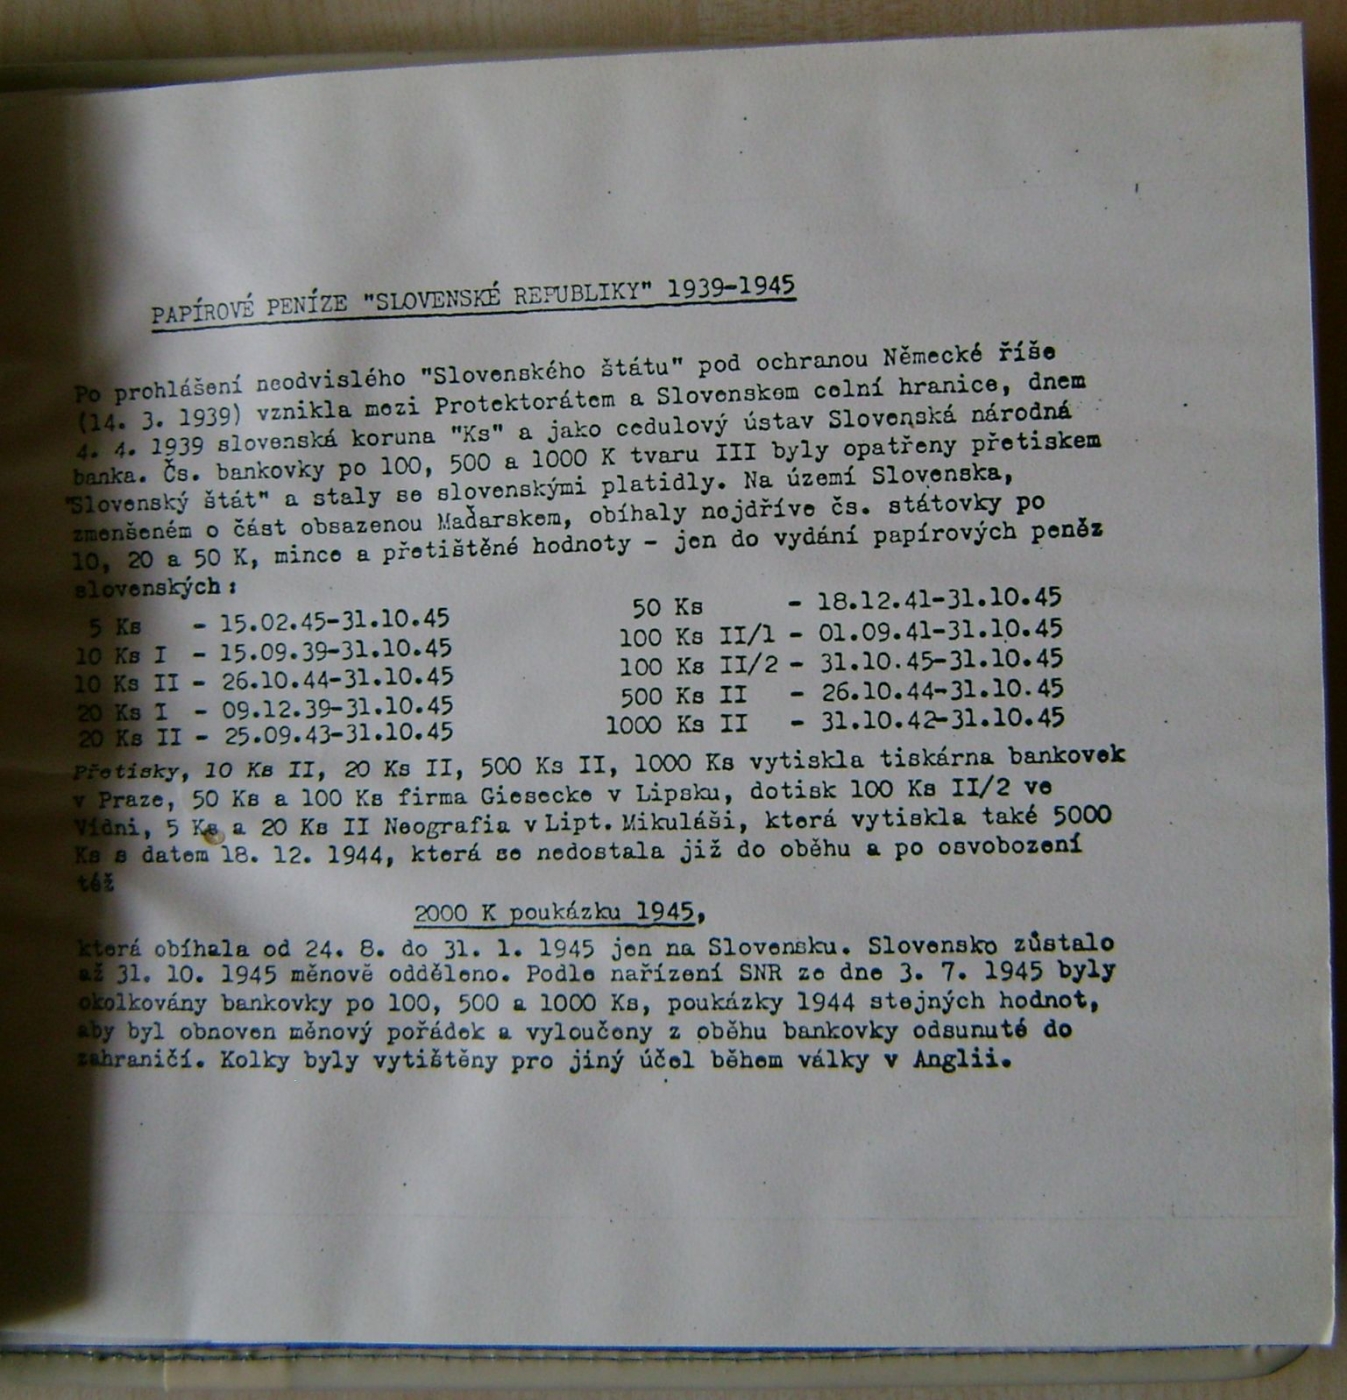 PAPÍROVÉ PENÍZE "SLOVENSKÉ REPUBLIKY" 1939-1945
Po prohlášení neodvislého "Slovenského štátu" pod ochranou Německé říše
(14. 3. 1939) vznikla mezi Protektorátem a Slovenskem celní hranice, dnem
4. 4. 1939 slovenská koruna "Ks" a jako cedulový ústav Slovenská národná
banka. Čs. bankovky po 100, 500 a 1000 K tvaru III byly opatřeny přetiskem
"Slovenský štát" a staly se slovenskými platidly. Na území Slovenska,
zmenšeném o část obsazenou Maďarskem, obíhaly nejdříve čs. státovky po
10, 20 a 50 K, mince a přetištěné hodnoty - jen do vydání papírových peněz
slovenských:
5 Ks - 15.02.45-31.10.45 50 Ks - 18.12.41-31.10.45
10 Ks I - 15.09.39-31.10.45 100 Ks II/1 - 01.09.41-31.10.45
10 Ks II - 26.10.44-31.10.45 100 Ks II/2 - 31.10.45-31.10.45
20 Ks I - 09.12.39-31.10.45 500 Ks II - 26.10.44-31.10.45
20 Ks II - 25.09.43-31.10.45 1000 Ks II - 31.10.42-31.10.45
Přetisky, 10 Ks II, 20 Ks II, 500 Ks II, 1000 Ks vytiskla tiskárna bankovek
v Praze, 50 Ks a 100 Ks firma Giesecke v Lipsku, dotisk 100 Ks II/2 ve
Vídni, 5 Ks a 20 Ks II Neografia v Lipt. Mikuláši, která vytiskla také 5000
Ks s datem 18. 12. 1944, která se nedostala již do oběhu a po osvobození
též
2000 K poukázku 1945,
která obíhala od 24. 8. do 31. 1. 1945 jen na Slovensku. Slovensko zůstalo
až 31. 10. 1945 měnově odděleno. Podle nařízení SNR ze dne 3. 7. 1945 byly
okolkovány bankovky po 100, 500 a 1000 Ks, poukázky 1944 stejných hodnot,
aby byl obnoven měnový pořádek a vyloučeny z oběhu bankovky odsunuté do
zahraničí. Kolky byly vytištěny pro jiný účel během války v Anglii.